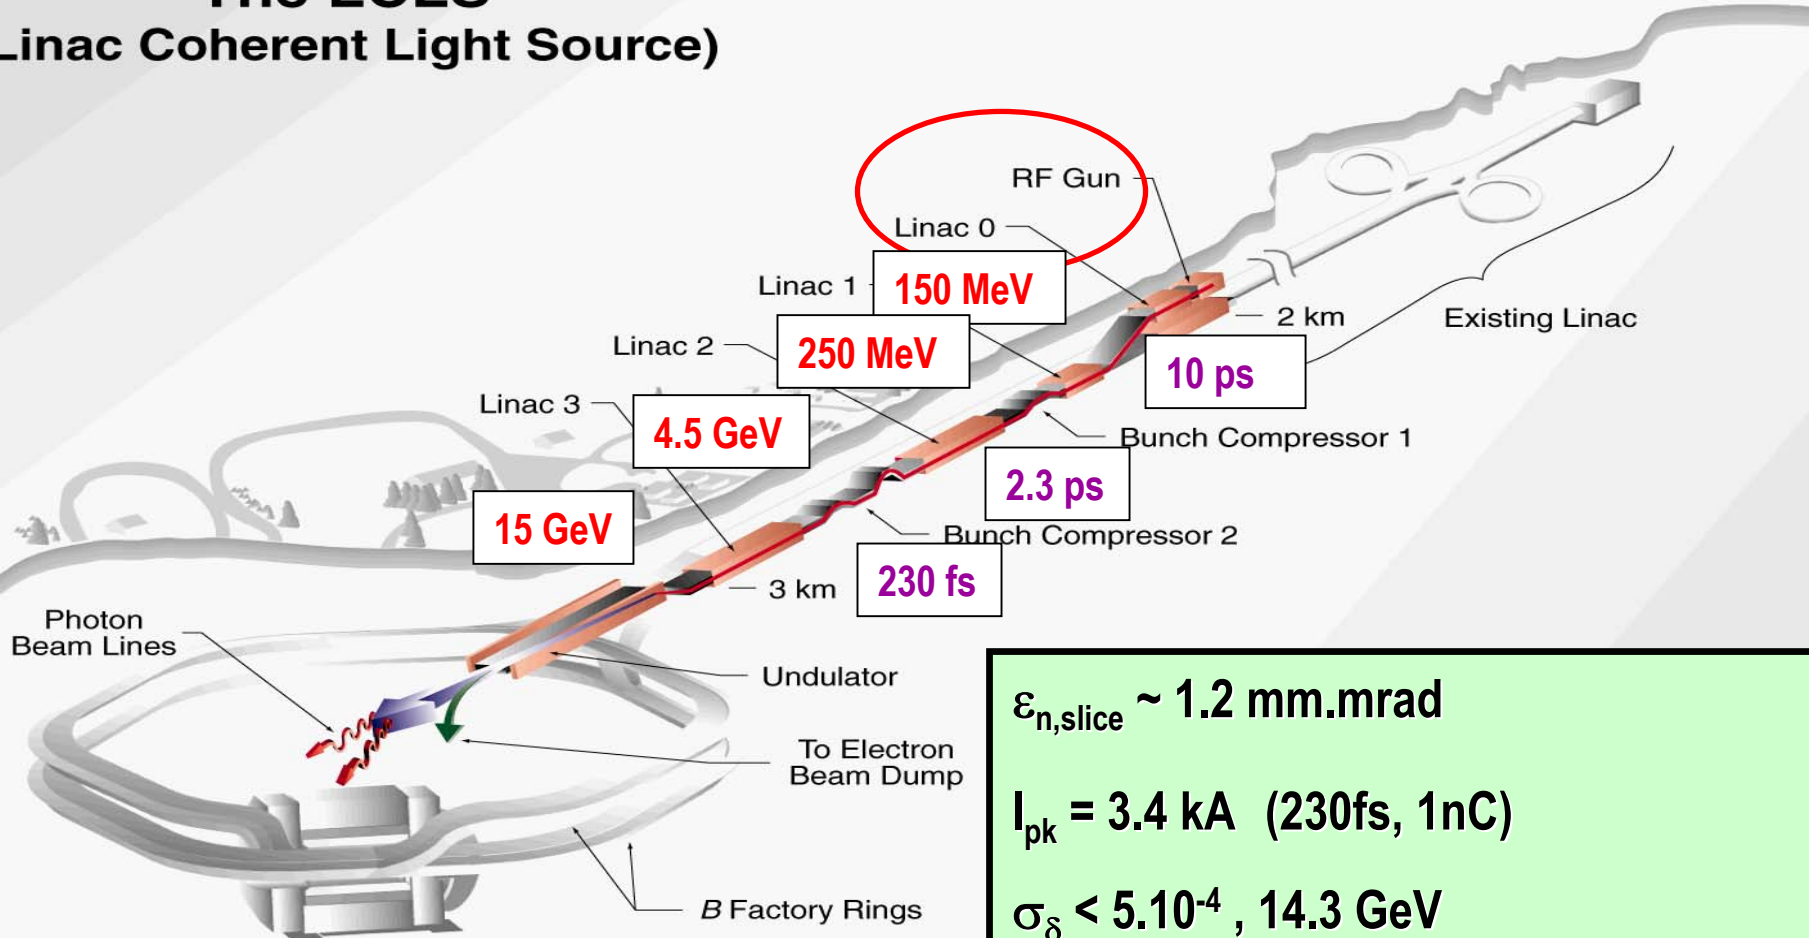 Linac Coherent Light Source)
RF Gun
Linac 0
Linac 1
150 MeV
2 km
Existing Linac
Linac 2
250 MeV
10 ps
Linac 3
4.5 GeV
Bunch Compressor 1
2.3 ps
15 GeV
Bunch Compressor 2
230 fs
3 km
Photon
Beam Lines
Undulator
To Electron
Beam Dump
B Factory Rings
εn,slice ~ 1.2 mm.mrad
Ipk = 3.4 kA (230fs, 1nC)
σδ < 5.10-4 , 14.3 GeV